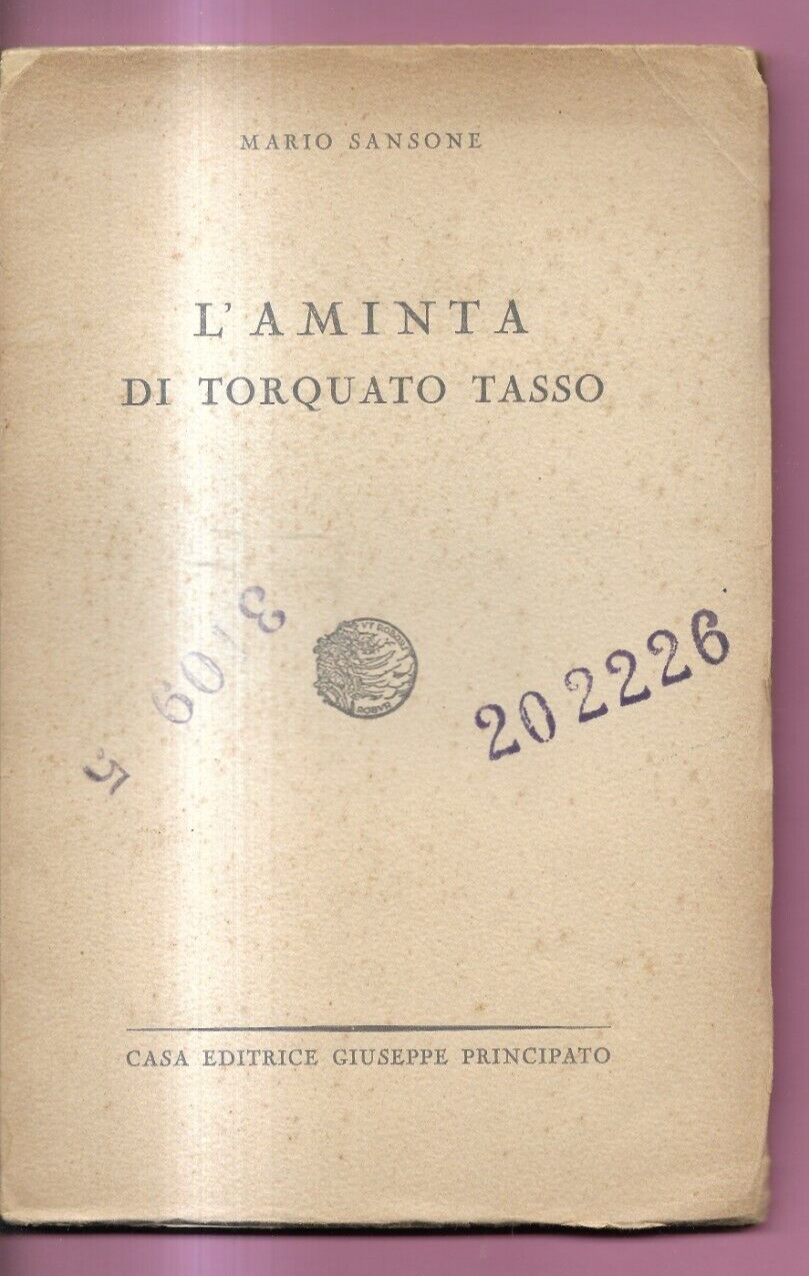 MARIO SANSONE
L'AMINTA
DI TORQUATO TASSO
202226
CASA EDITRICE GIUSEPPE PRINCIPATO